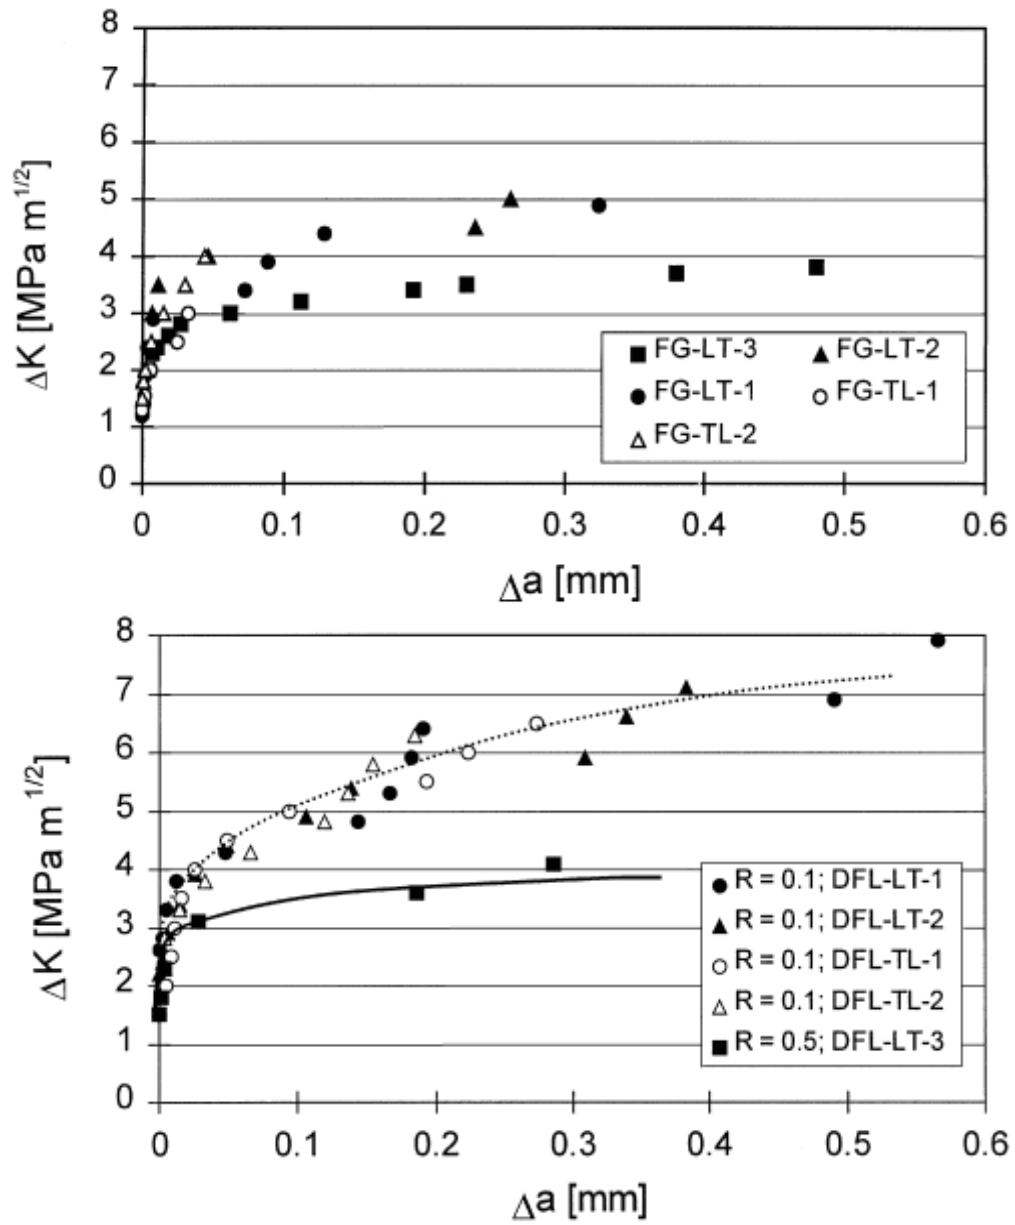 8
7
6
5
4
3
2
1
0
ΔK [MPa m^1/2]
■ FG-LT-3 ▲ FG-LT-2
● FG-LT-1 ○ FG-TL-1
△ FG-TL-2
0 0.1 0.2 0.3 0.4 0.5 0.6
Δa [mm]
8
7
6
5
4
3
2
1
0
ΔK [MPa m^1/2]
● R = 0.1; DFL-LT-1
▲ R = 0.1; DFL-LT-2
○ R = 0.1; DFL-TL-1
△ R = 0.1; DFL-TL-2
■ R = 0.5; DFL-LT-3
0 0.1 0.2 0.3 0.4 0.5 0.6
Δa [mm]